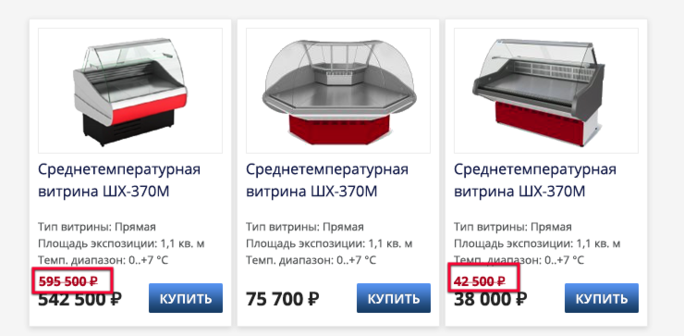 Среднетемпературная
витрина ШХ-370М
Тип витрины: Прямая
Площадь экспозиции: 1,1 кв. м
Темп. диапазон: 0..+7 °C
595 500 ₽
542 500 ₽
КУПИТЬ
Среднетемпературная
витрина ШХ-370М
Тип витрины: Прямая
Площадь экспозиции: 1,1 кв. м
Темп. диапазон: 0..+7 °C
75 700 ₽
КУПИТЬ
Среднетемпературная
витрина ШХ-370М
Тип витрины: Прямая
Площадь экспозиции: 1,1 кв. м
Темп. диапазон: 0..+7 °C
42 500 ₽
38 000 ₽
КУПИТЬ